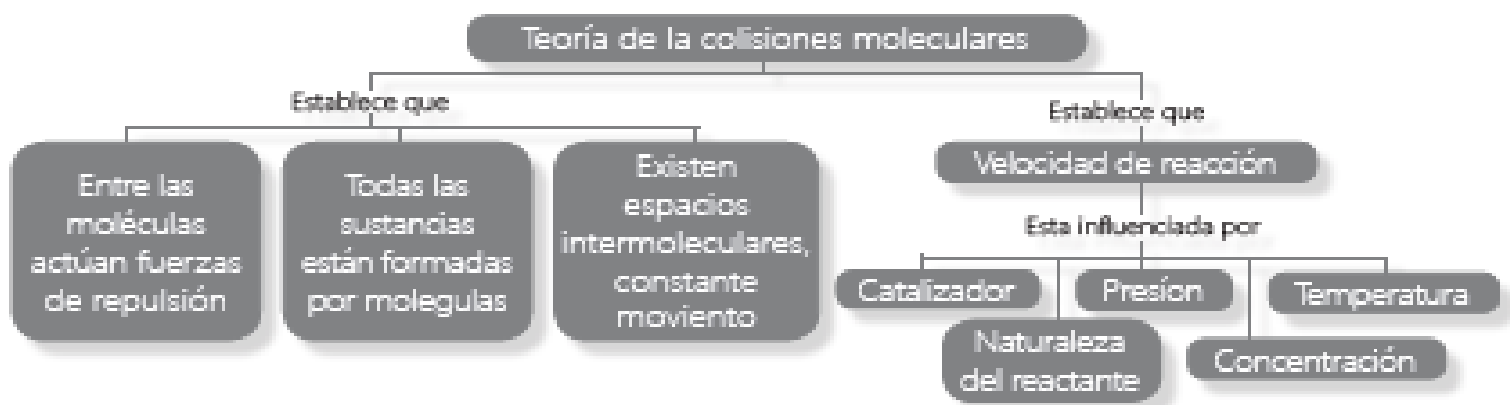 Teoría de la colisiones moleculares
Establece que
Establece que
Entre las
moléculas
actúan fuerzas
de repulsión
Todas las
sustancias
están formadas
por molegulas
Existen
espacios
intermoleculares,
constante
moviento
Velocidad de reacción
Esta influenciada por
Catalizador
Presíon
Temperatura
Naturaleza
del reactante
Concentración